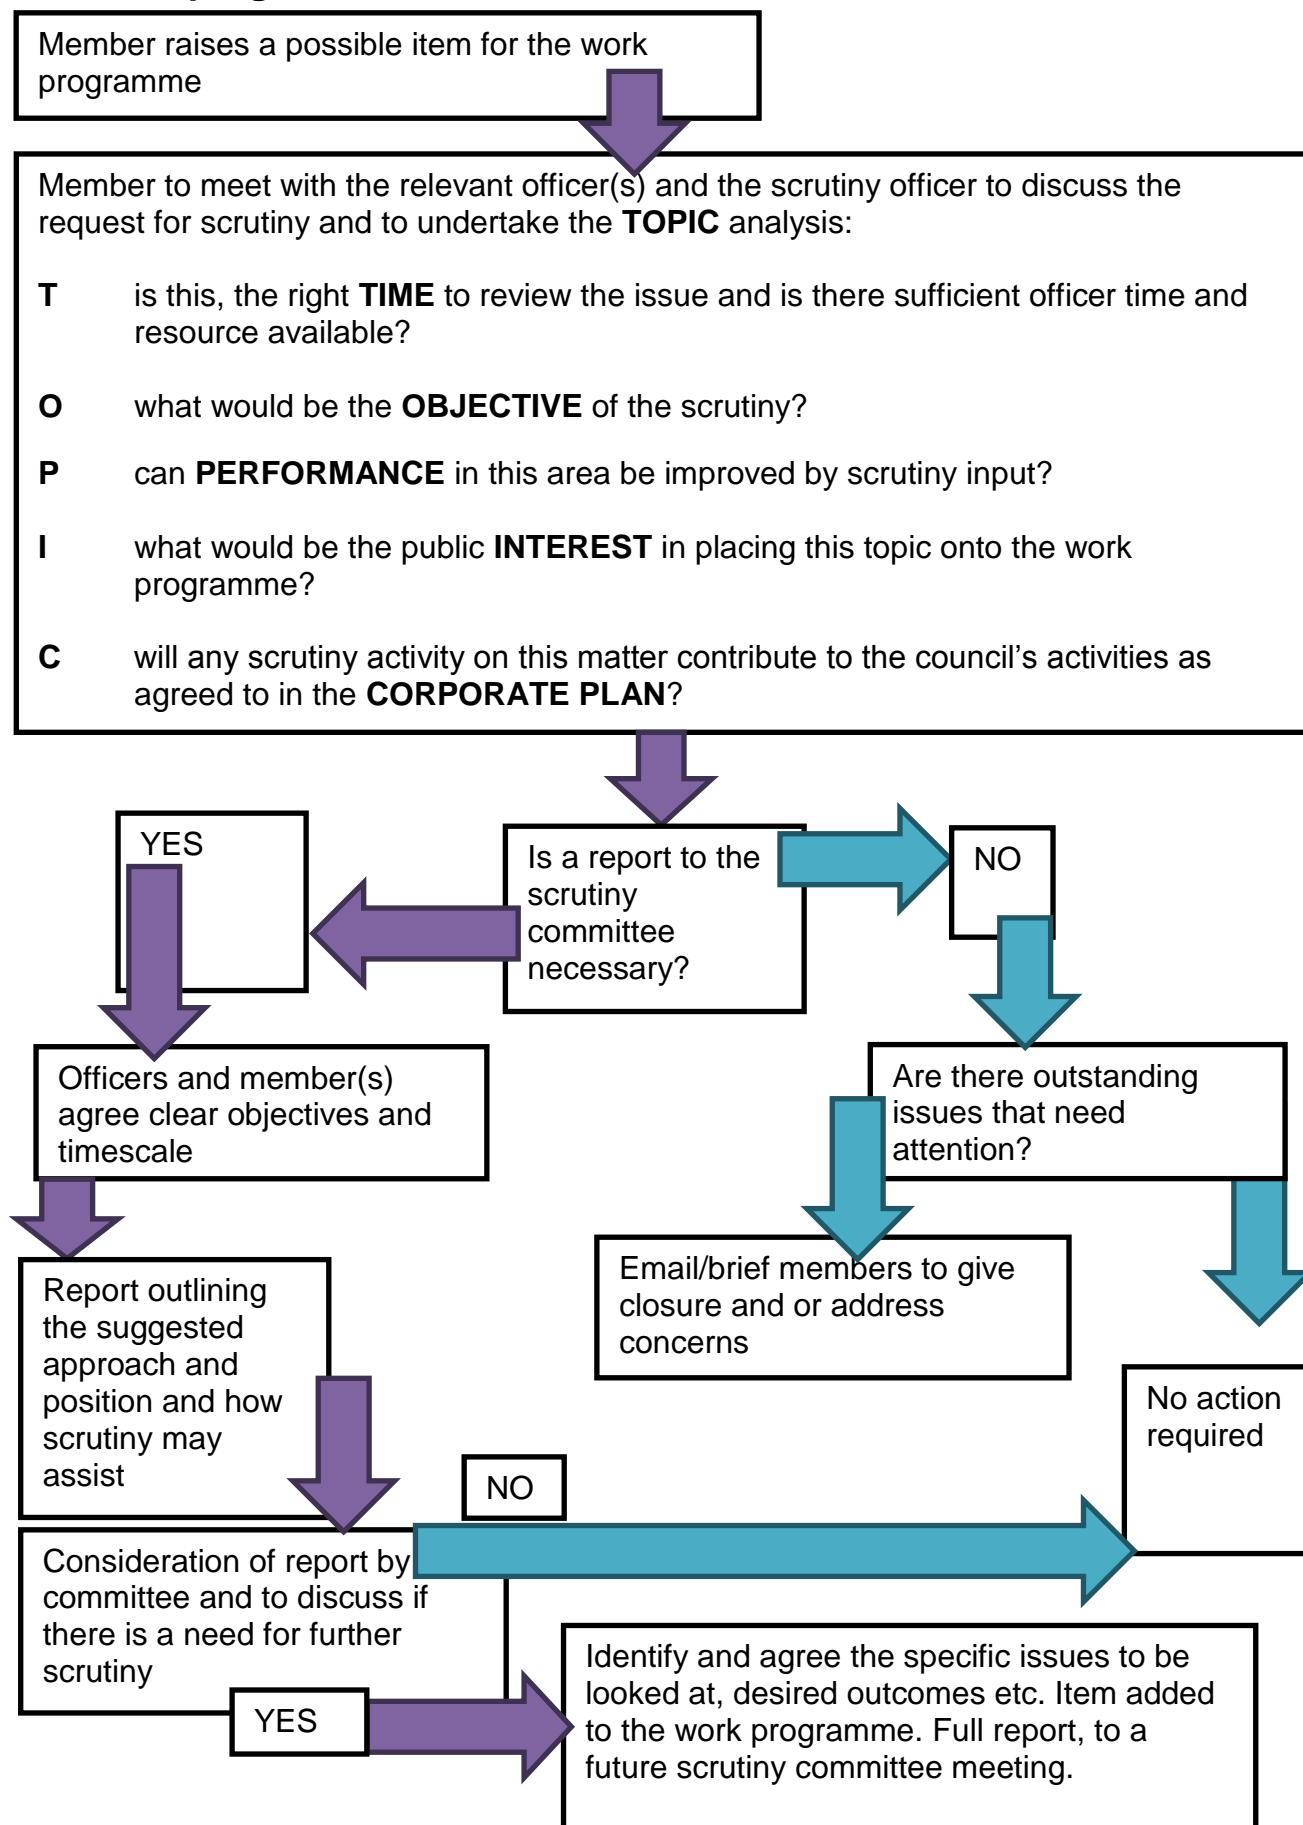 Member raises a possible item for the work
programme
Member to meet with the relevant officer(s) and the scrutiny officer to discuss the
request for scrutiny and to undertake the TOPIC analysis:
T is this, the right TIME to review the issue and is there sufficient officer time and
resource available?
O what would be the OBJECTIVE of the scrutiny?
P can PERFORMANCE in this area be improved by scrutiny input?
I what would be the public INTEREST in placing this topic onto the work
programme?
C will any scrutiny activity on this matter contribute to the council's activities as
agreed to in the CORPORATE PLAN?
YES
Is a report to the
scrutiny
committee
necessary?
NO
Officers and member(s)
agree clear objectives and
timescale
Are there outstanding
issues that need
attention?
Report outlining
the suggested
approach and
position and how
scrutiny may
assist
Email/brief members to give
closure and or address
concerns
No action
required
NO
Consideration of report by
committee and to discuss if
there is a need for further
scrutiny
YES
Identify and agree the specific issues to be
looked at, desired outcomes etc. Item added
to the work programme. Full report, to a
future scrutiny committee meeting.